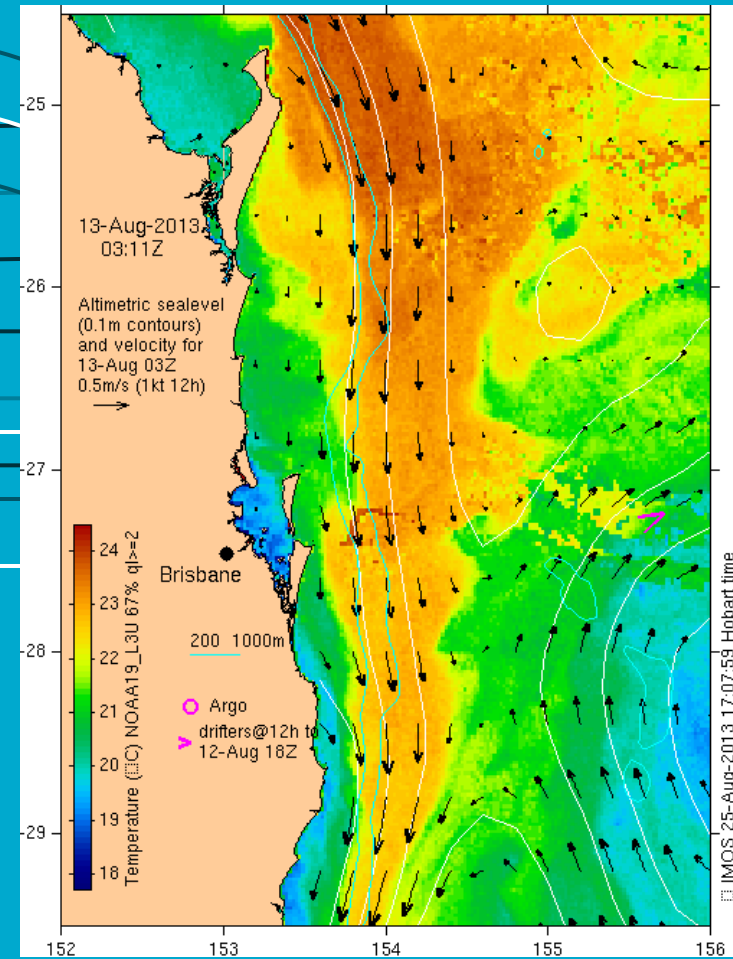 -25
13-Aug-2013
03:11Z
-26
Altimetric sealevel
(0.1m contours)
and velocity for
13-Aug 03Z
0.5m/s (1kt 12h)
-27
24
23
22
21
20
19
18
Temperature (▯C) NOAA19_L3U 67% ql>=2
Brisbane
200 1000m
-28
Argo
drifters@12h to
12-Aug 18Z
-29
152 153 154 155 156
▯ IMOS 25-Aug-2013 17:07:59 Hobart time